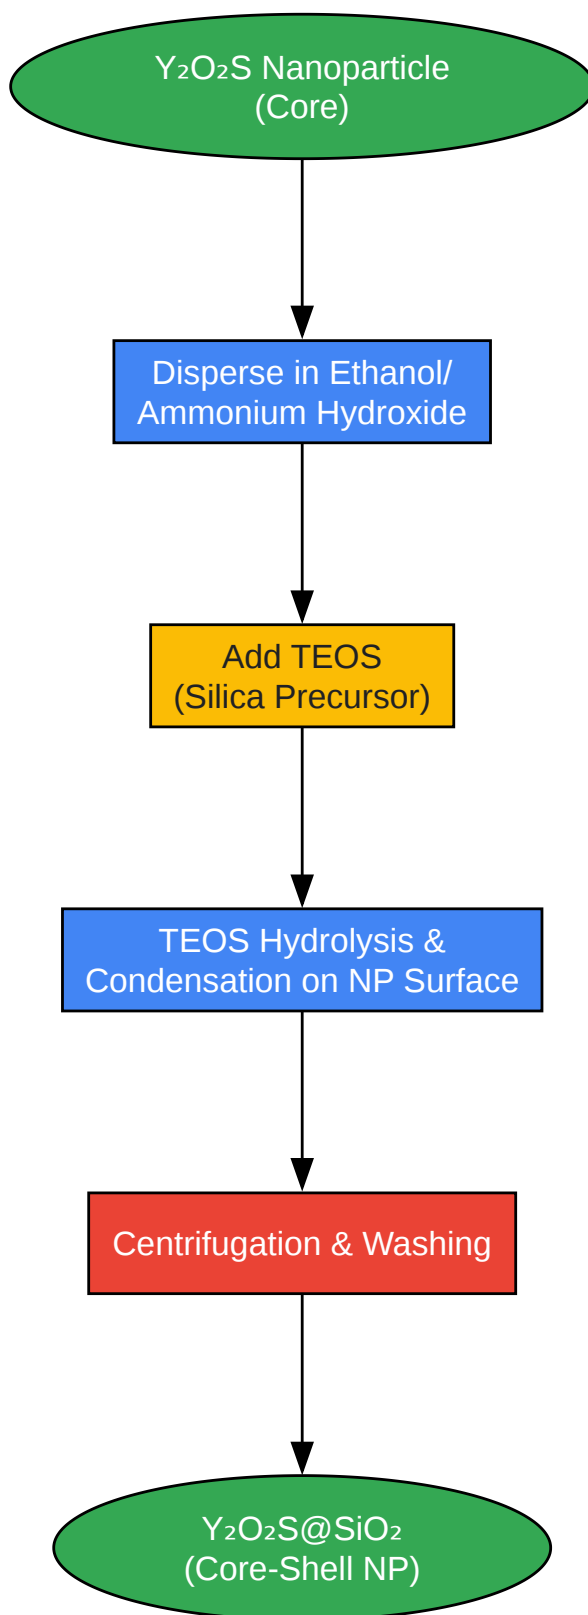 Y₂O₂S Nanoparticle
(Core)
Disperse in Ethanol/
Ammonium Hydroxide
Add TEOS
(Silica Precursor)
TEOS Hydrolysis &
Condensation on NP Surface
Centrifugation & Washing
Y₂O₂S@SiO₂
(Core-Shell NP)